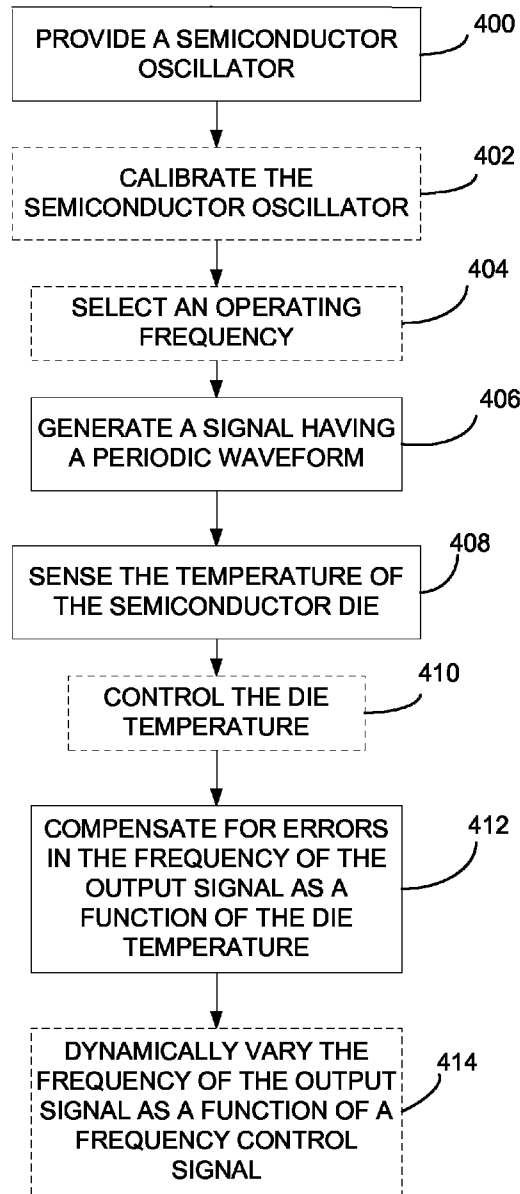 PROVIDE A SEMICONDUCTOR
OSCILLATOR
400
CALIBRATE THE
SEMICONDUCTOR OSCILLATOR
402
SELECT AN OPERATING
FREQUENCY
404
GENERATE A SIGNAL HAVING
A PERIODIC WAVEFORM
406
SENSE THE TEMPERATURE OF
THE SEMICONDUCTOR DIE
408
CONTROL THE DIE
TEMPERATURE
410
COMPENSATE FOR ERRORS
IN THE FREQUENCY OF THE
OUTPUT SIGNAL AS A
FUNCTION OF THE DIE
TEMPERATURE
412
DYNAMICALLY VARY THE
FREQUENCY OF THE OUTPUT
SIGNAL AS A FUNCTION OF A
FREQUENCY CONTROL
SIGNAL
414